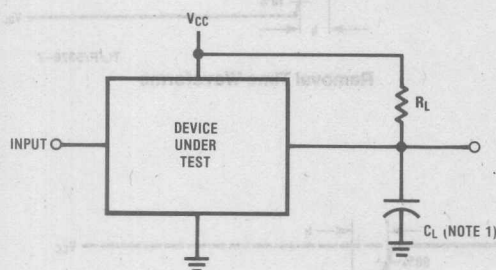 VCC
RL
INPUT
DEVICE
UNDER
TEST
CL (NOTE 1)
Removal Time Waveforms